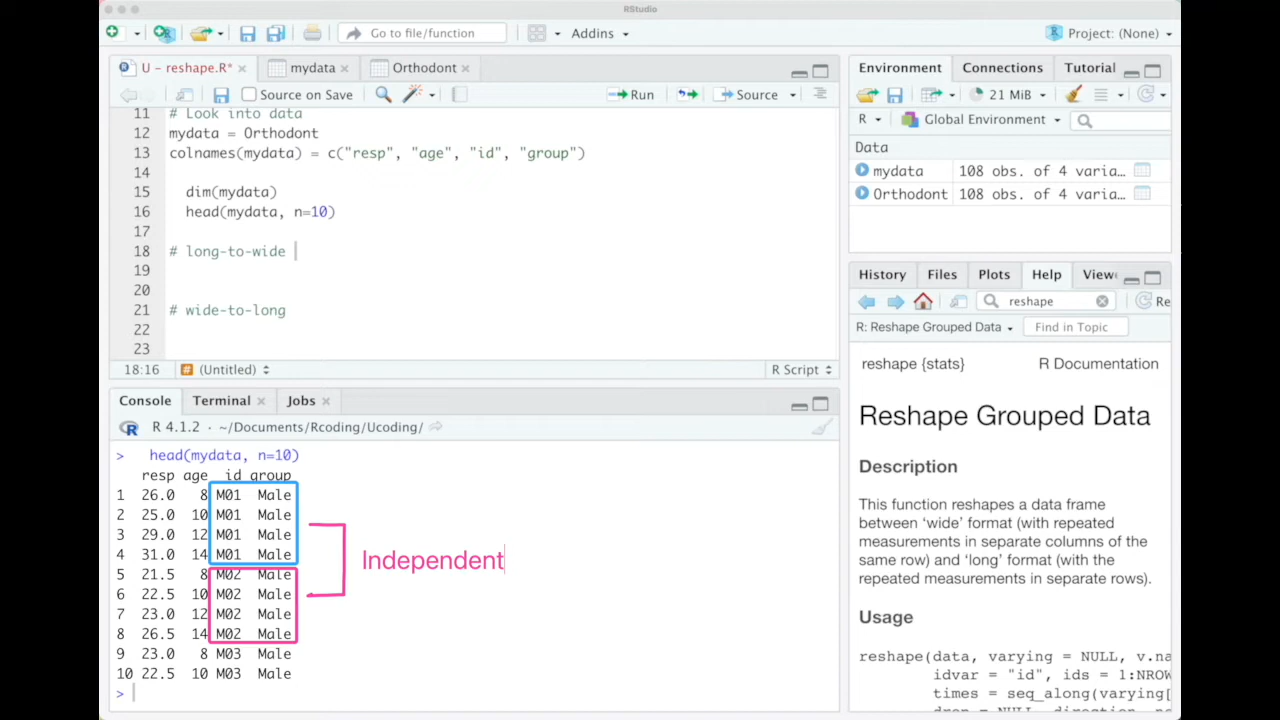 RStudio
Go to file/function
Addins
Project: (None)
U - reshape.R*
mydata
Orthodont
Source on Save
Run
Source
11 # Look into data
12 mydata = Orthodont
13 colnames(mydata) = c("resp", "age", "id", "group")
14
15 dim(mydata)
16 head(mydata, n=10)
17
18 # long-to-wide
19
20
21 # wide-to-long
22
23
18:16 (Untitled) R Script
Environment Connections Tutorial
21 MiB
R Global Environment
Data
mydata 108 obs. of 4 varia…
Orthodont 108 obs. of 4 varia…
History Files Plots Help View
reshape Re
R: Reshape Grouped Data Find in Topic
reshape {stats} R Documentation
Reshape Grouped Data
Description
This function reshapes a data frame
between ‘wide’ format (with repeated
measurements in separate columns of
the same row) and ‘long’ format (with the
repeated measurements in separate rows).
Usage
reshape(data, varying = NULL, v.na
idvar = "id", ids = 1:NROW
times = seq_along(varying[
drop = NULL, direction, ne
Console Terminal Jobs
R 4.1.2 · ~/Documents/Rcoding/Ucoding/
> head(mydata, n=10)
resp age id group
1 26.0 8 M01 Male
2 25.0 10 M01 Male
3 29.0 12 M01 Male
4 31.0 14 M01 Male
5 21.5 8 M02 Male
6 22.5 10 M02 Male
7 23.0 12 M02 Male
8 26.5 14 M02 Male
9 23.0 8 M03 Male
10 22.5 10 M03 Male
>
Independent